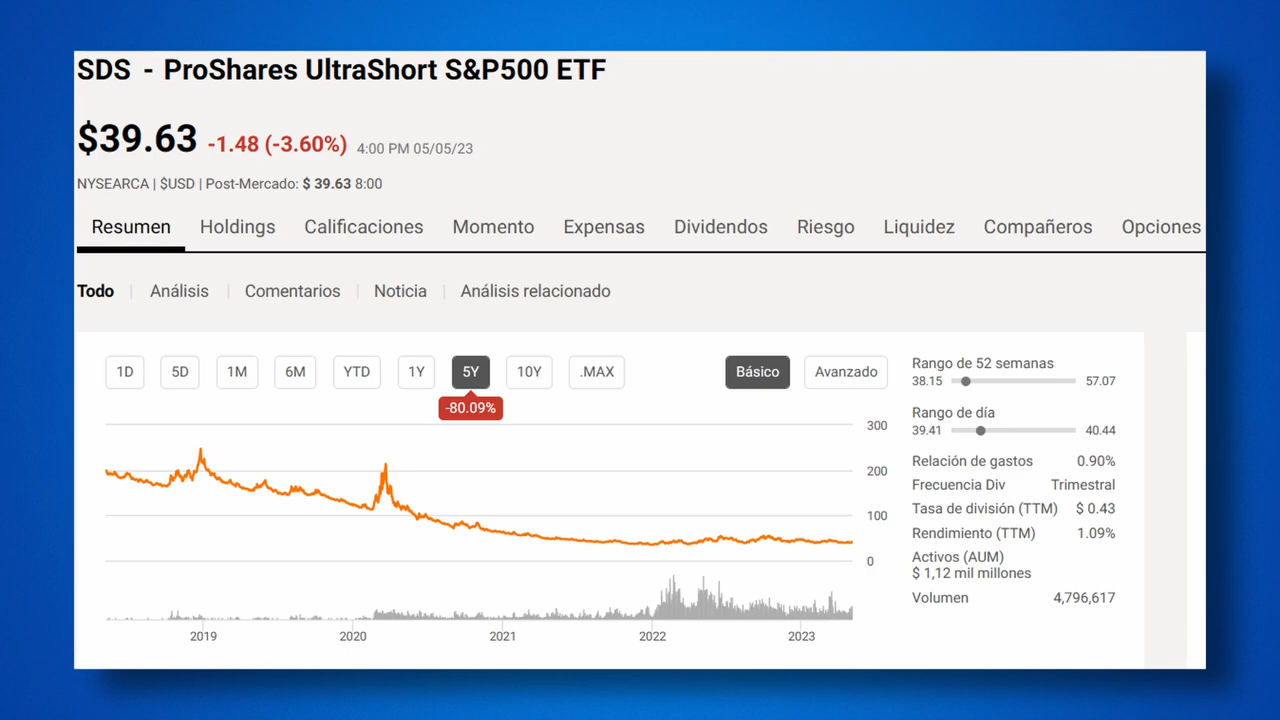 SDS - ProShares UltraShort S&P500 ETF
$39.63 -1.48 (-3.60%) 4:00 PM 05/05/23
NYSEARCA | $USD | Post-Mercado: $ 39.63 8:00
Resumen Holdings Calificaciones Momento Expensas Dividendos Riesgo Liquidez Compañeros Opciones
Todo | Análisis | Comentarios | Noticia | Análisis relacionado
1D 5D 1M 6M YTD 1Y 5Y 10Y .MAX Básico Avanzado
-80.09%
300
200
100
0
2019 2020 2021 2022 2023
Rango de 52 semanas
38.15 57.07
Rango de día
39.41 40.44
Relación de gastos 0.90%
Frecuencia Div Trimestral
Tasa de división (TTM) $ 0.43
Rendimiento (TTM) 1.09%
Activos (AUM)
$ 1,12 mil millones
Volumen 4,796,617